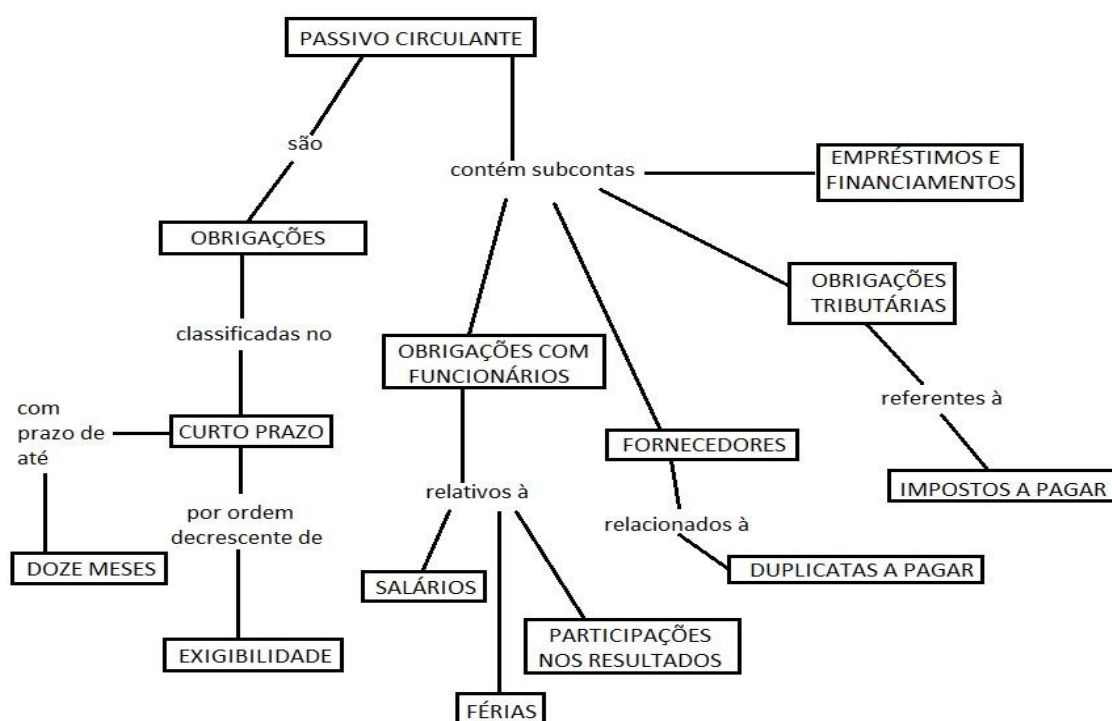 PASSIVO CIRCULANTE
são
contém subcontas
EMPRÉSTIMOS E
FINANCIAMENTOS
OBRIGAÇÕES
OBRIGAÇÕES
TRIBUTÁRIAS
classificadas no
OBRIGAÇÕES COM
FUNCIONÁRIOS
referentes à
com
prazo de
até
CURTO PRAZO
FORNECEDORES
IMPOSTOS A PAGAR
relativos à
por ordem
decrescente de
relacionados à
DOZE MESES
SALÁRIOS
DUPLICATAS A PAGAR
EXIGIBILIDADE
PARTICIPAÇÕES
NOS RESULTADOS
FÉRIAS